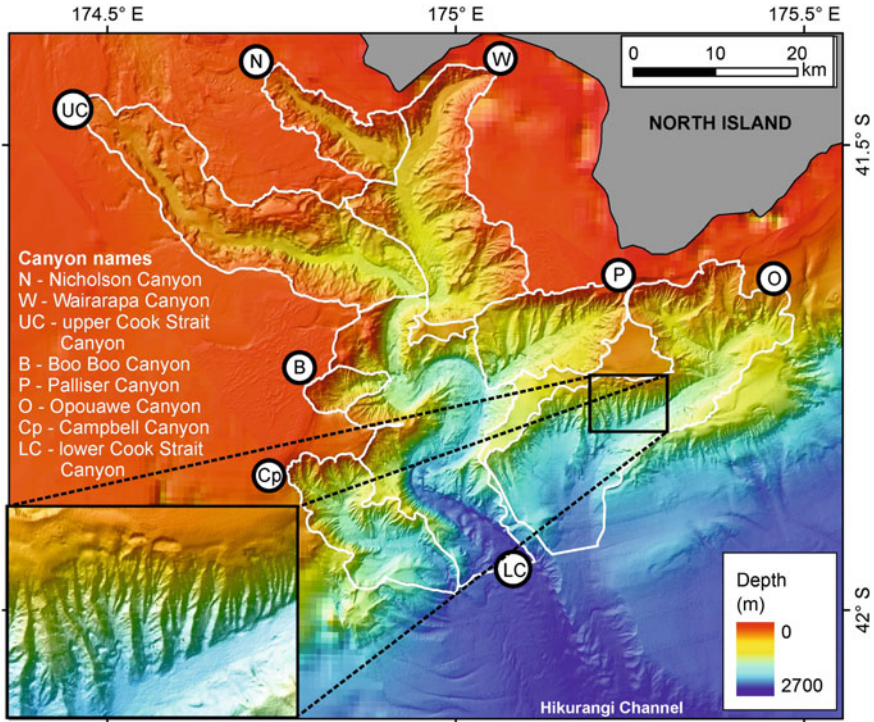 174.5° E
175° E
175.5° E
N
W
UC
0 10 20
km
NORTH ISLAND
41.5° S
Canyon names
N - Nicholson Canyon
W - Wairarapa Canyon
UC - upper Cook Strait
Canyon
B - Boo Boo Canyon
P - Palliser Canyon
O - Opouawe Canyon
Cp - Campbell Canyon
LC - lower Cook Strait
Canyon
P
O
B
Cp
LC
Depth
(m)
0
2700
42° S
Hikurangi Channel